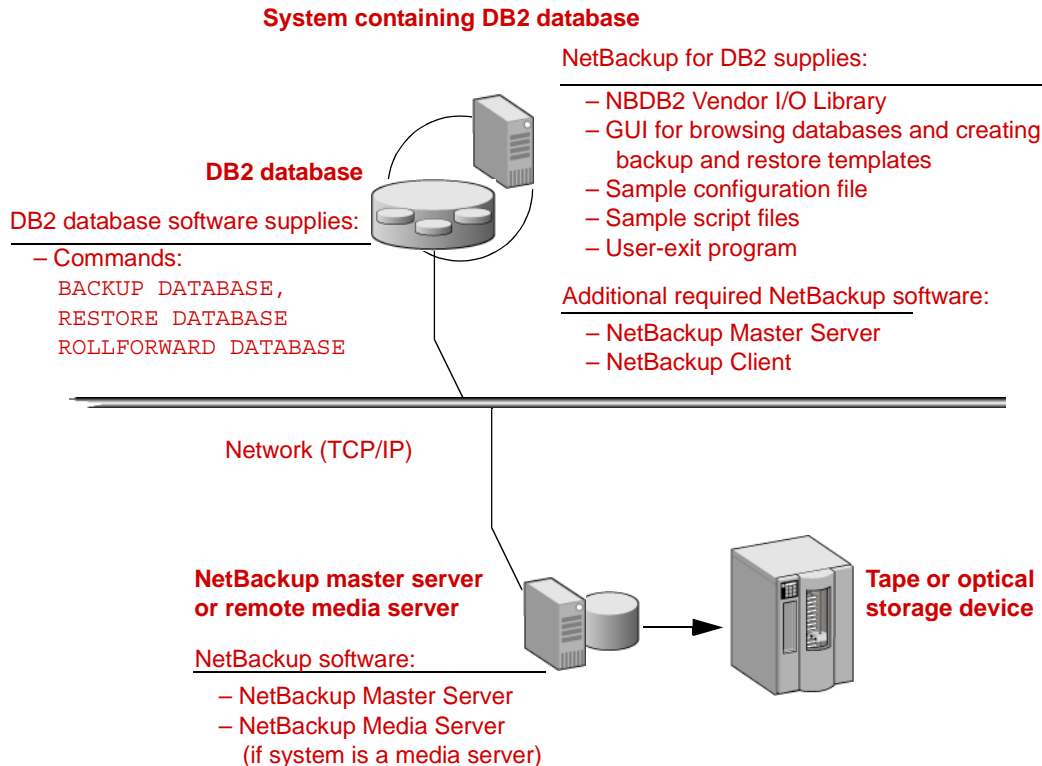 System containing DB2 database
NetBackup for DB2 supplies:
– NBDB2 Vendor I/O Library
– GUI for browsing databases and creating
backup and restore templates
– Sample configuration file
– Sample script files
– User-exit program
DB2 database
DB2 database software supplies:
– Commands:
BACKUP DATABASE,
RESTORE DATABASE
ROLLFORWARD DATABASE
Additional required NetBackup software:
– NetBackup Master Server
– NetBackup Client
Network (TCP/IP)
NetBackup master server
or remote media server
Tape or optical
storage device
NetBackup software:
– NetBackup Master Server
– NetBackup Media Server
(if system is a media server)